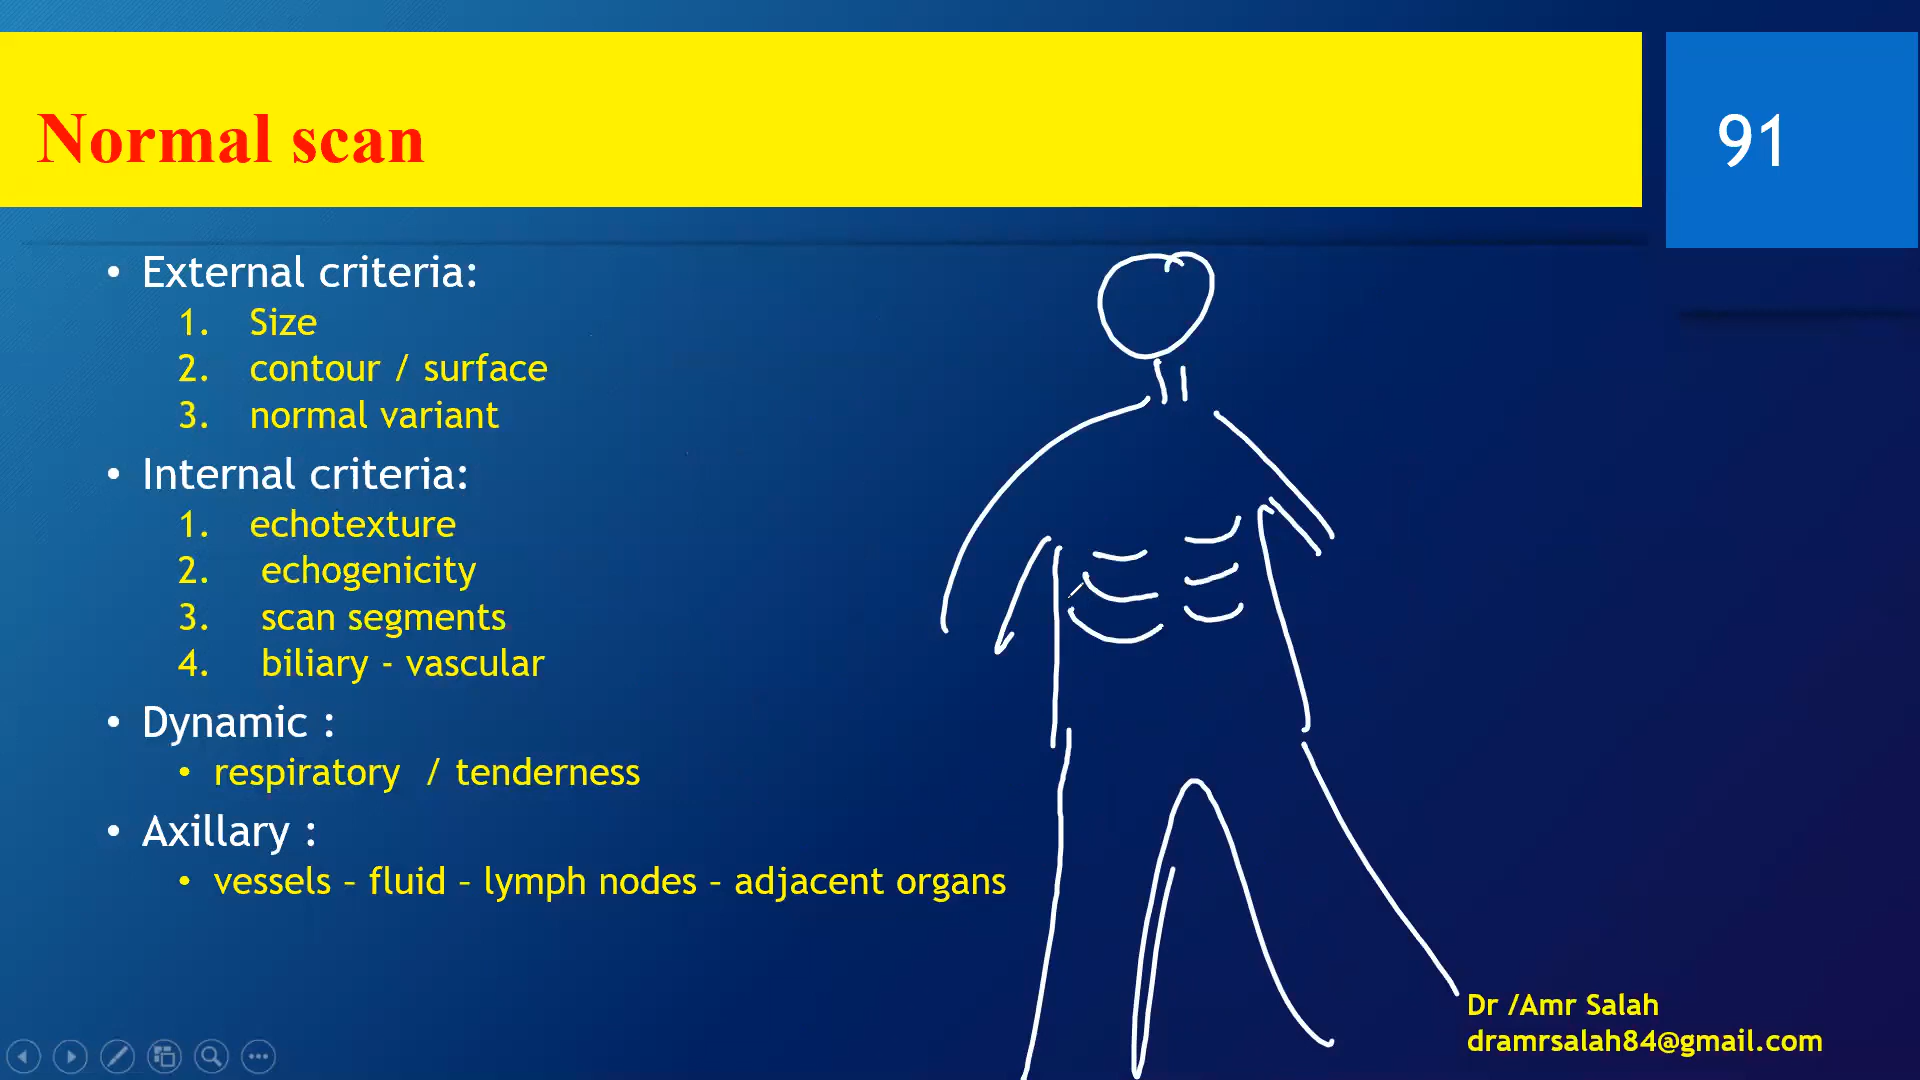 Normal scan
91
• External criteria:
1. Size
2. contour / surface
3. normal variant
• Internal criteria:
1. echotexture
2. echogenicity
3. scan segments
4. biliary - vascular
• Dynamic :
• respiratory / tenderness
• Axillary :
• vessels – fluid – lymph nodes – adjacent organs
Dr /Amr Salah
dramrsalah84@gmail.com